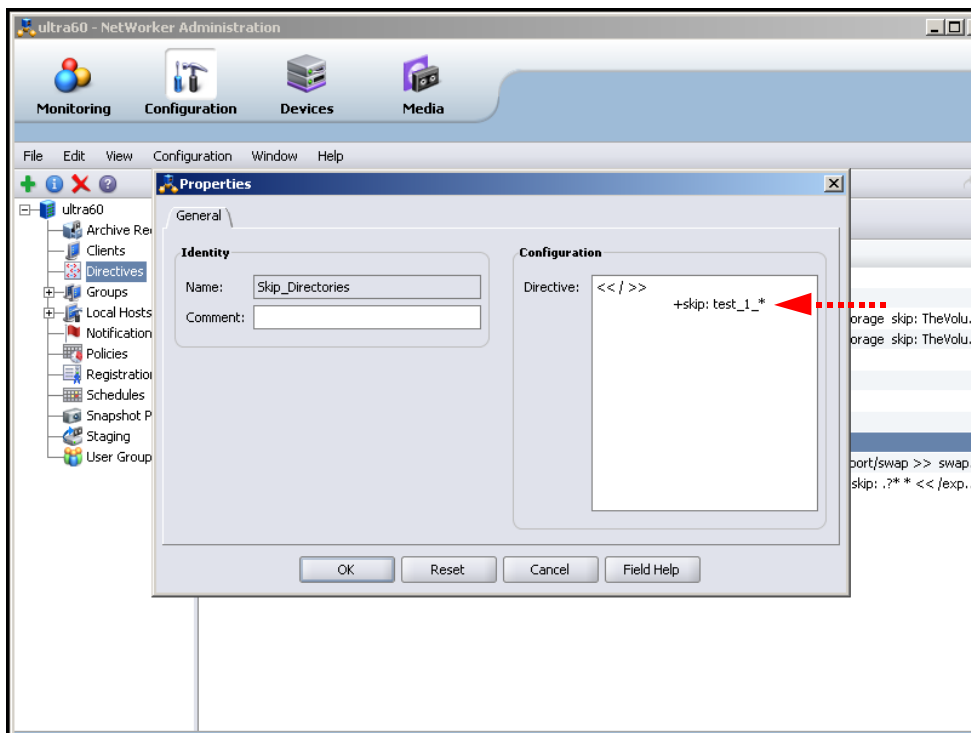 ultra60 - NetWorker Administration
Monitoring Configuration Devices Media
File Edit View Configuration Window Help
Properties
ultra60
Archive Re
Clients
Directives
Groups
Local Hosts
Notification
Policies
Registration
Schedules
Snapshot P
Staging
User Group
General
Identity
Name: Skip_Directories
Comment:
Configuration
Directive: << / >>
+skip: test_1_*
OK Reset Cancel Field Help
orage skip: TheVolu.
orage skip: TheVolu.
port/swap >> swap.
skip: .?* * << /exp..